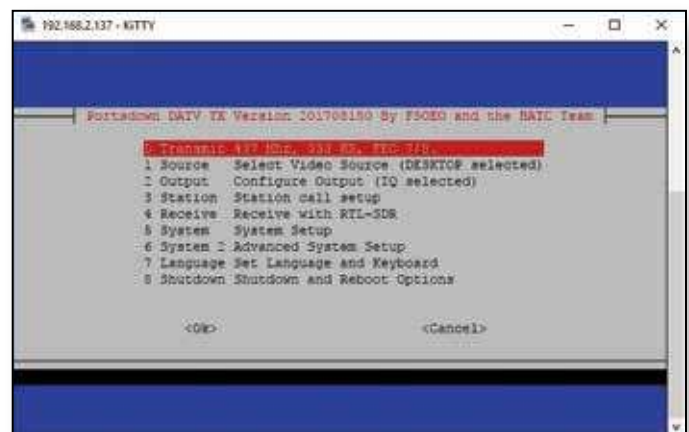 192.168.2.137 - KiTTY
Portsdown DATV TX Version 201708150 By F5OEO and the BATC Team
0 Transmit 437 Mhz, 333 KS, FEC 7/8.
1 Source Select Video Source (DESKTOP selected)
2 Output Configure Output (IQ selected)
3 Station Station call setup
4 Receive Receive with RTL-SDR
5 System System Setup
6 System 2 Advanced System Setup
7 Language Set Language and Keyboard
8 Shutdown Shutdown and Reboot Options
<Ok> <Cancel>